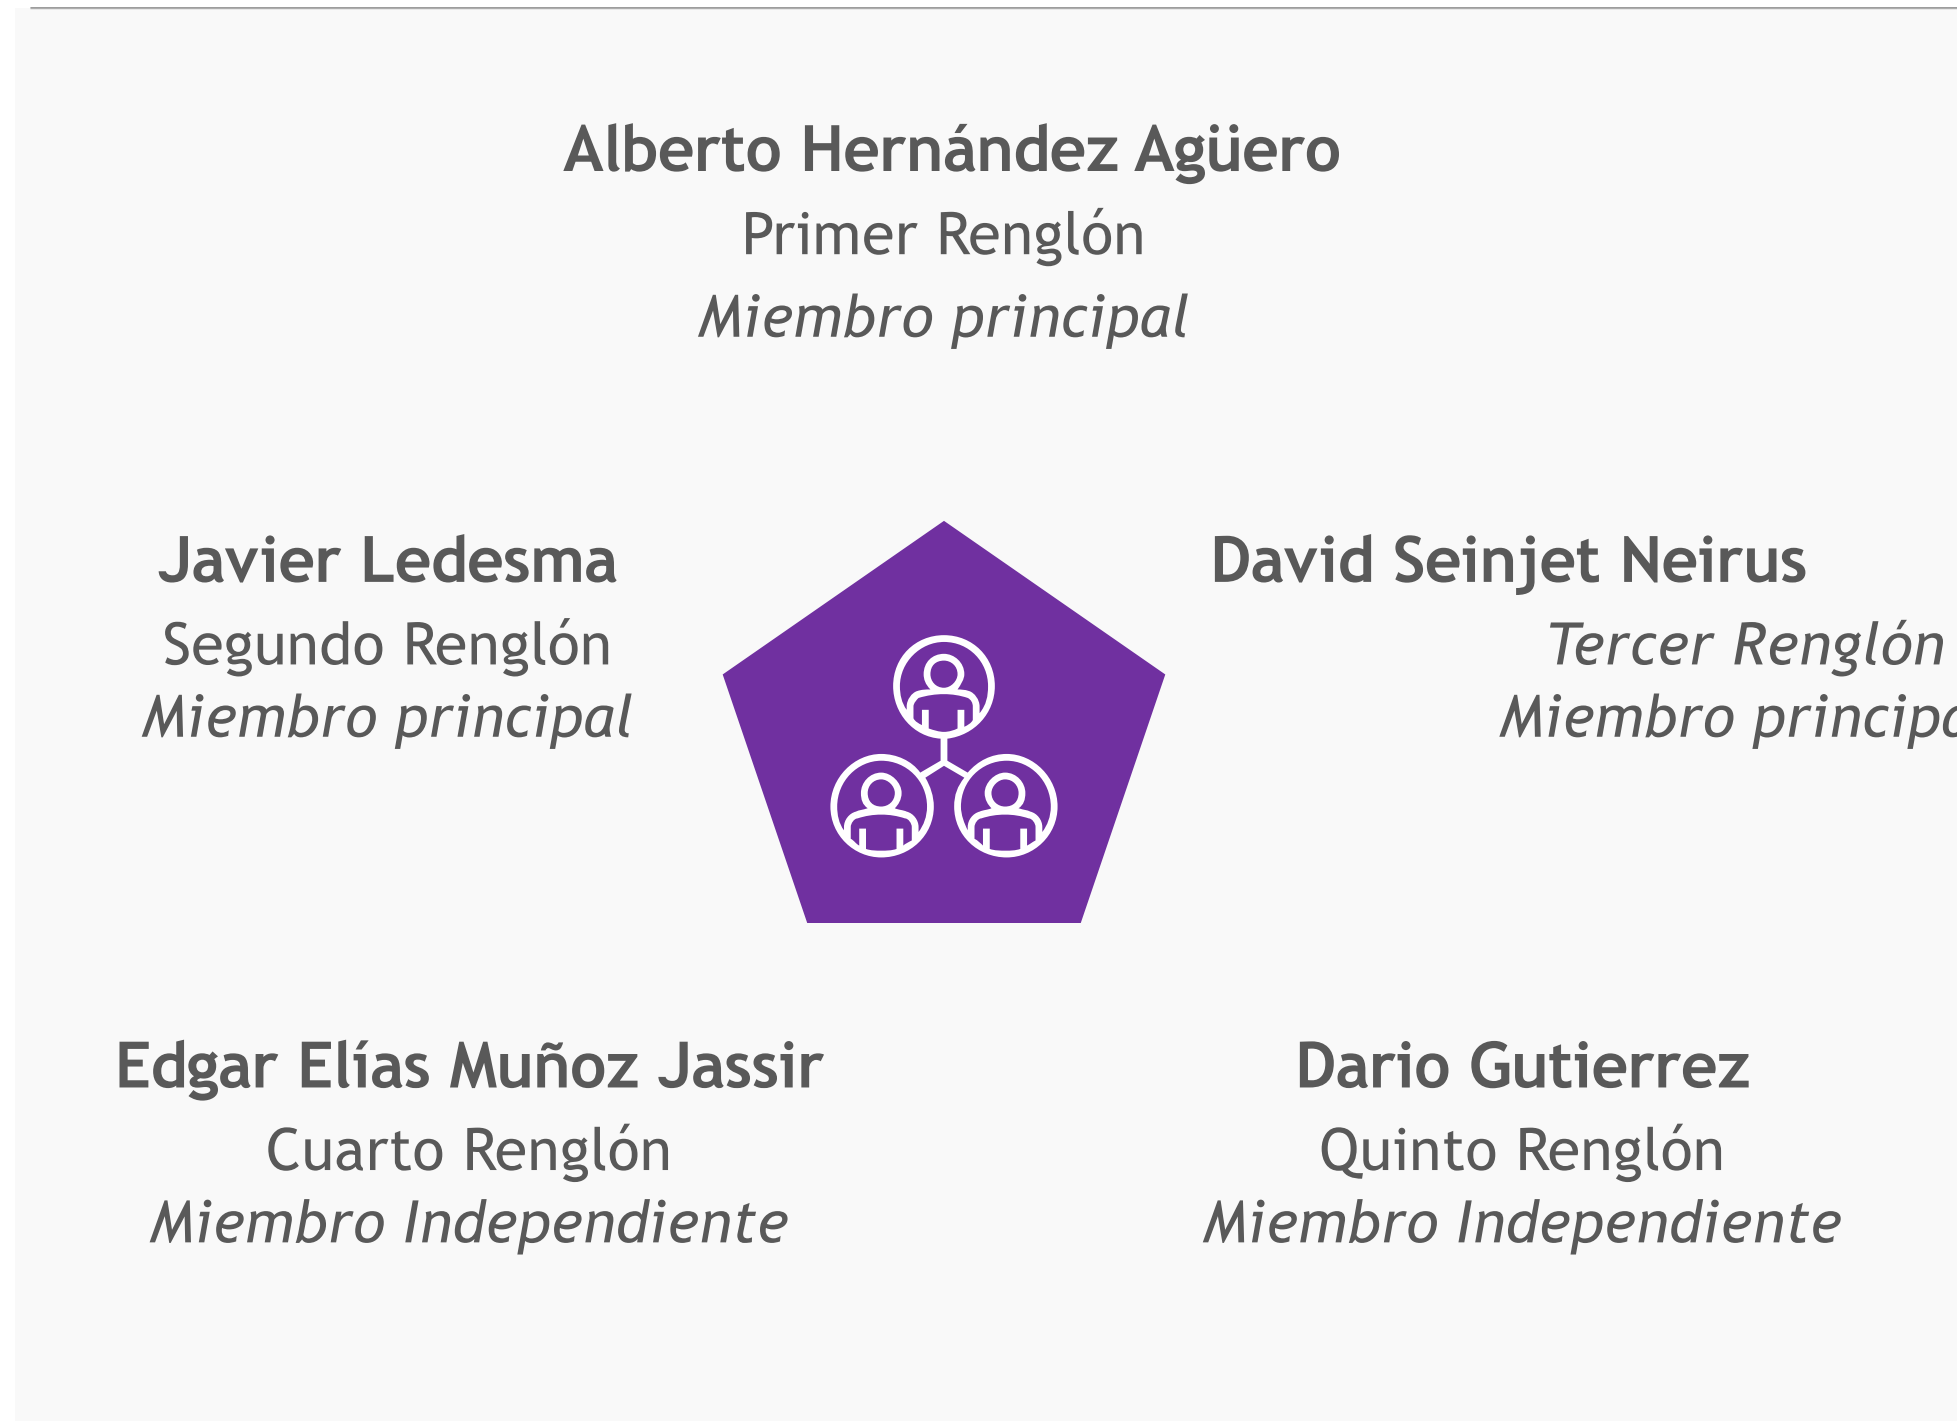 Alberto Hernández Agüero
Primer Renglón
Miembro principal
Javier Ledesma
Segundo Renglón
Miembro principal
David Seinjet Neirus
Tercer Renglón
Miembro
Edgar Elías Muñoz Jassir
Cuarto Renglón
Miembro Independiente
Dario Gutierrez
Quinto Renglón
Miembro Independiente